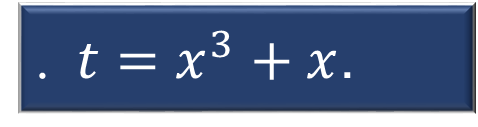 . t = x³ + x.